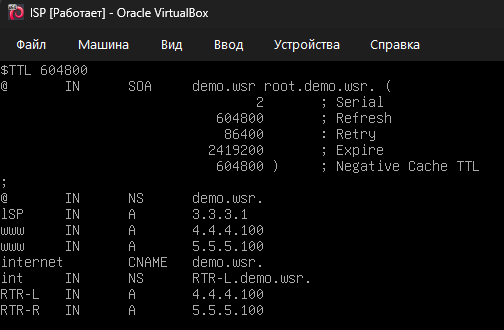 ISP [Работает] - Oracle VirtualBox
Файл Машина Вид Ввод Устройства Справка
$TTL 604800
@ IN SOA demo.wsr root.demo.wsr. (
2 ; Serial
604800 ; Refresh
86400 : Retry
2419200 ; Expire
604800 ) ; Negative Cache TTL
;
@ IN NS demo.wsr.
lSP IN A 3.3.3.1
www IN A 4.4.4.100
www IN A 5.5.5.100
internet CNAME demo.wsr.
int IN NS RTR-L.demo.wsr.
RTR-L IN A 4.4.4.100
RTR-R IN A 5.5.5.100